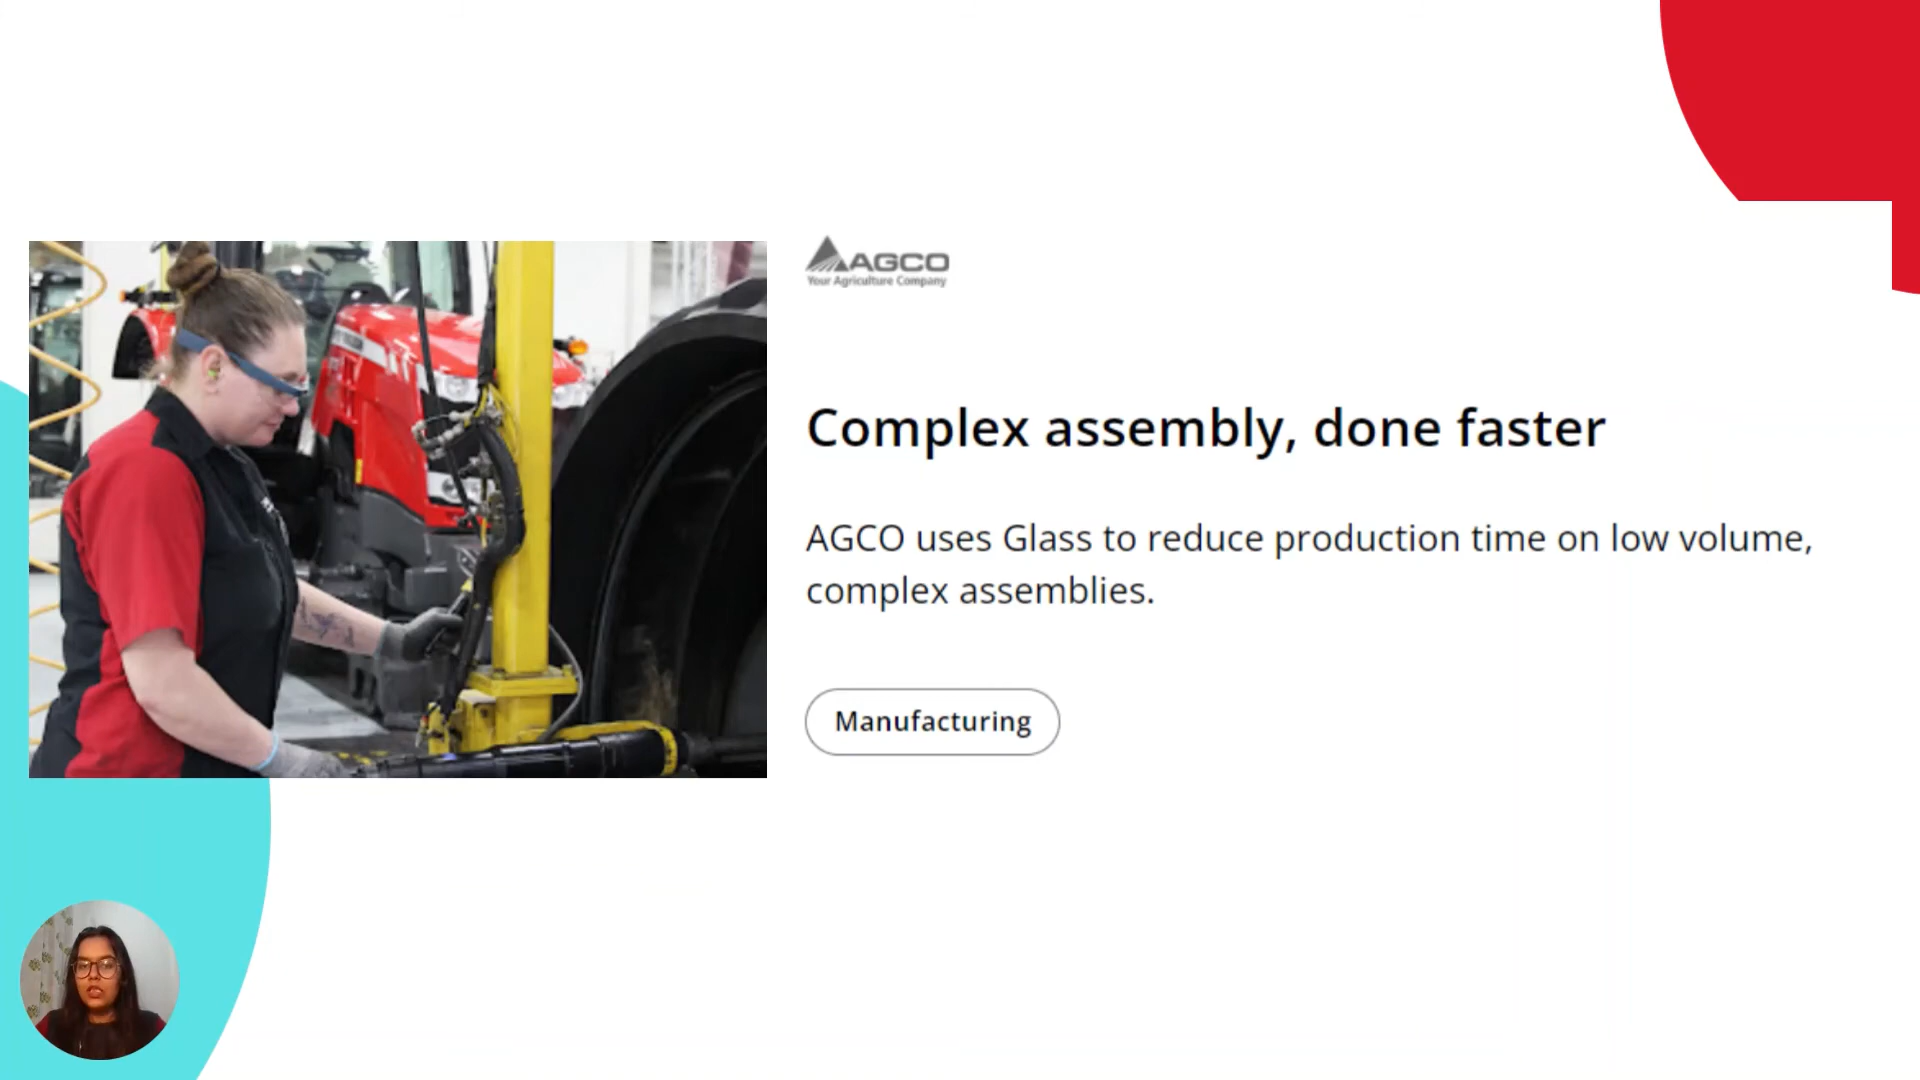 AGCO
Your Agriculture Company
Complex assembly, done faster
AGCO uses Glass to reduce production time on low volume,
complex assemblies.
Manufacturing